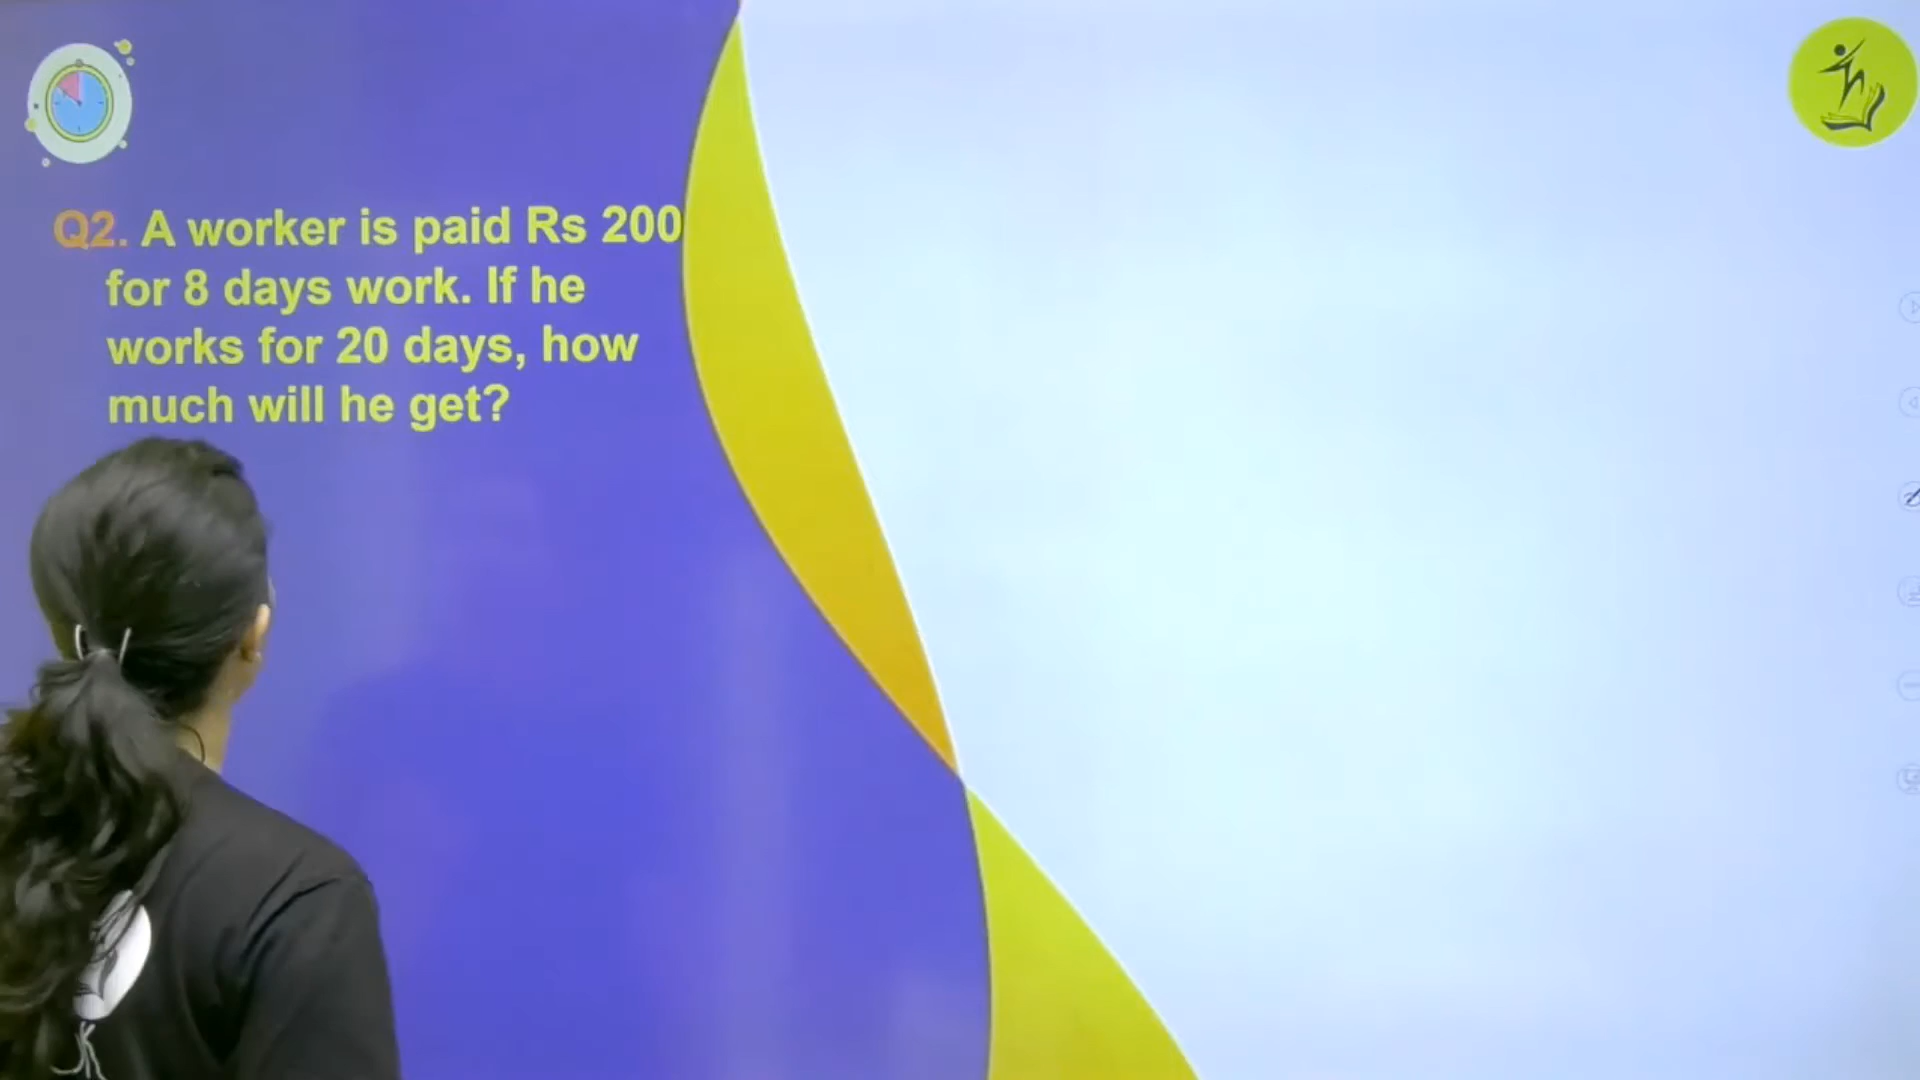 Q2. A worker is paid Rs 200
for 8 days work. If he
works for 20 days, how
much will he get?